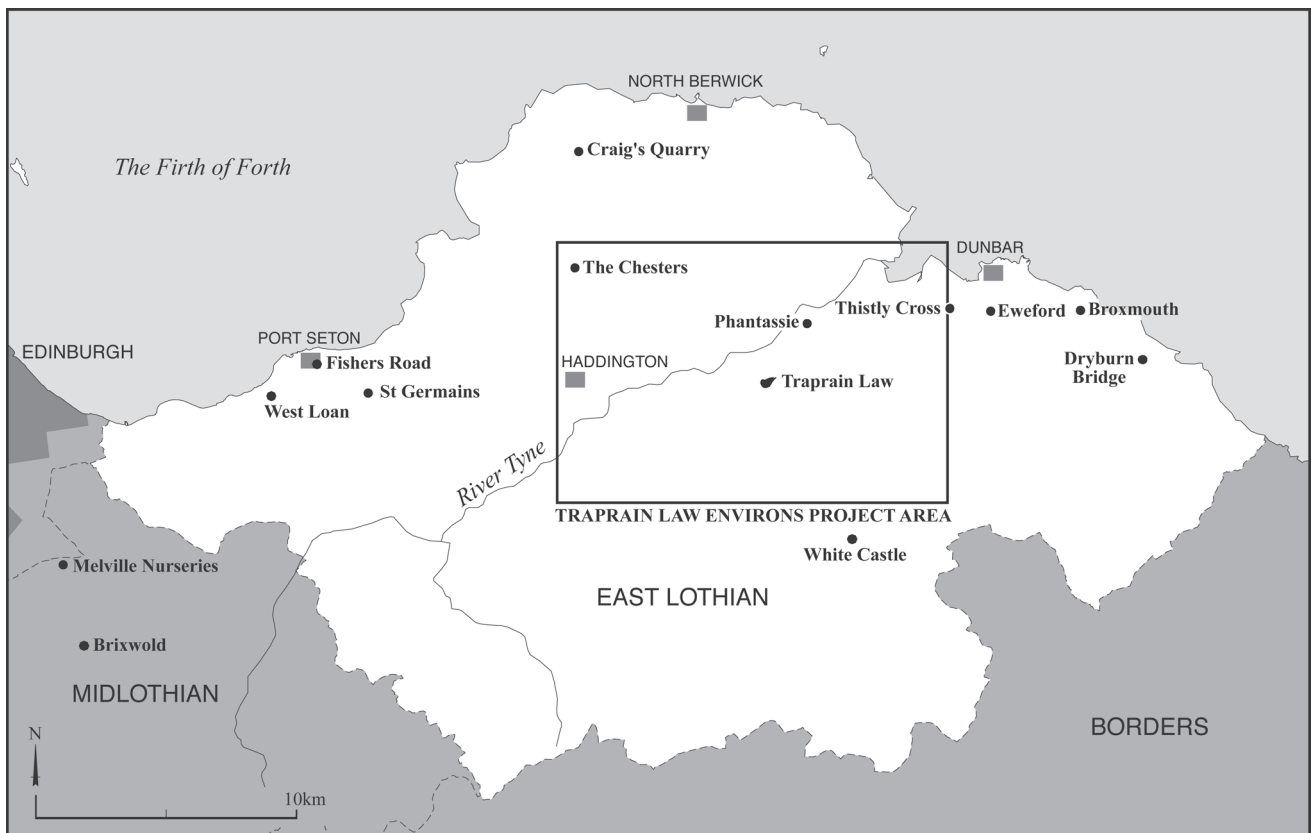 NORTH BERWICK
Craig's Quarry
The Firth of Forth
DUNBAR
The Chesters
Thistly Cross
Eweford
Broxmouth
Phantassie
PORT SETON
EDINBURGH
Fishers Road
HADDINGTON
Dryburn
Bridge
Traprain Law
St Germains
West Loan
River Tyne
TRAPRAIN LAW ENVIRONS PROJECT AREA
White Castle
Melville Nurseries
EAST LOTHIAN
Brixwold
MIDLOTHIAN
BORDERS
N
10km